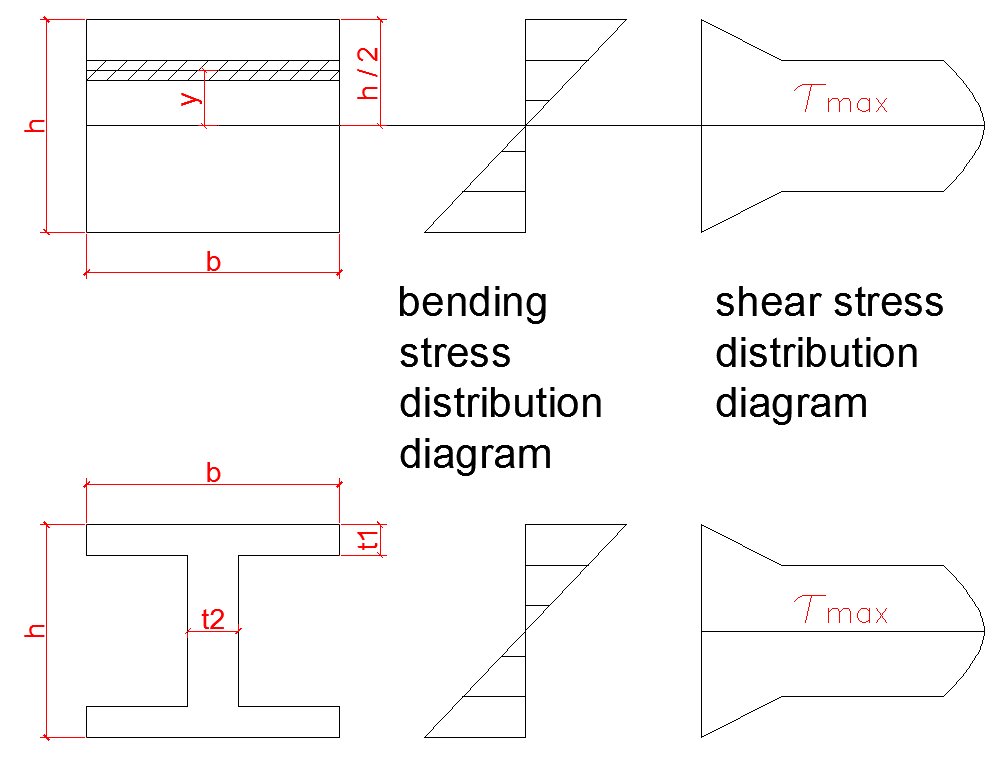 h / 2
y
h
τmax
b
bending
stress
distribution
diagram
shear stress
distribution
diagram
b
t1
t2
h
τmax